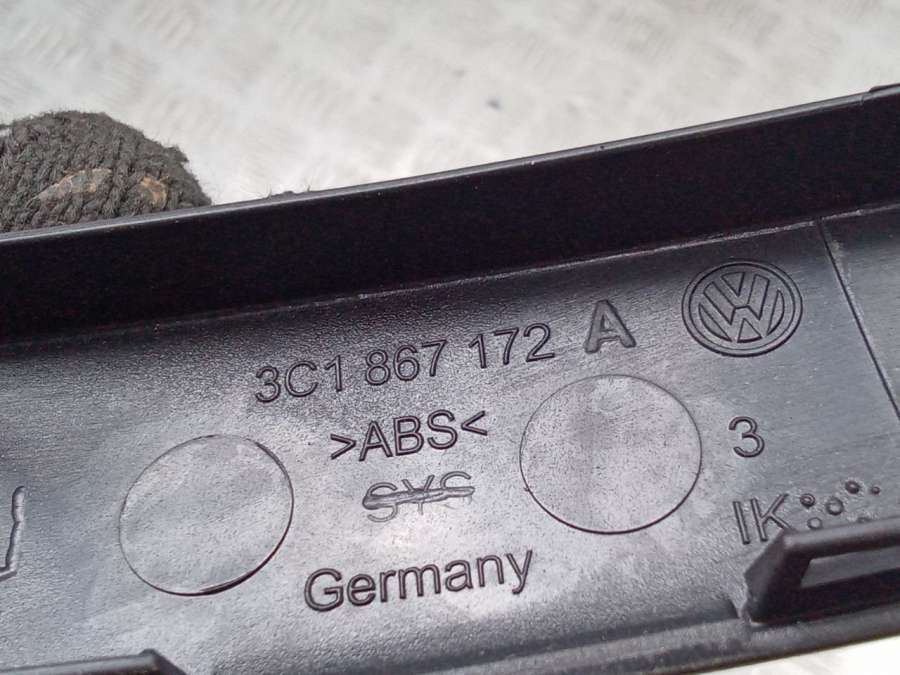 3C1 867 172 A
>ABS<
3
SYS
IK
Germany